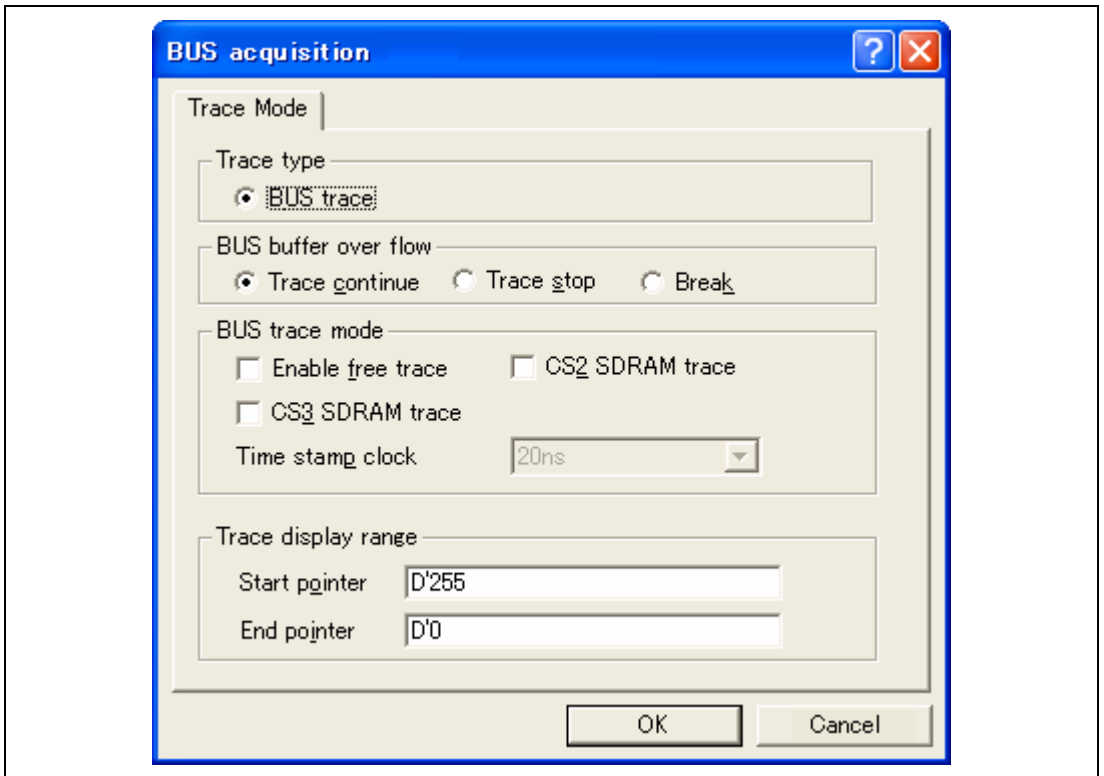 BUS acquisition
Trace Mode
Trace type
BUS trace
BUS buffer over flow
Trace continue Trace stop Break
BUS trace mode
Enable free trace CS2 SDRAM trace
CS3 SDRAM trace
Time stamp clock 20ns
Trace display range
Start pointer D'255
End pointer D'0
OK Cancel